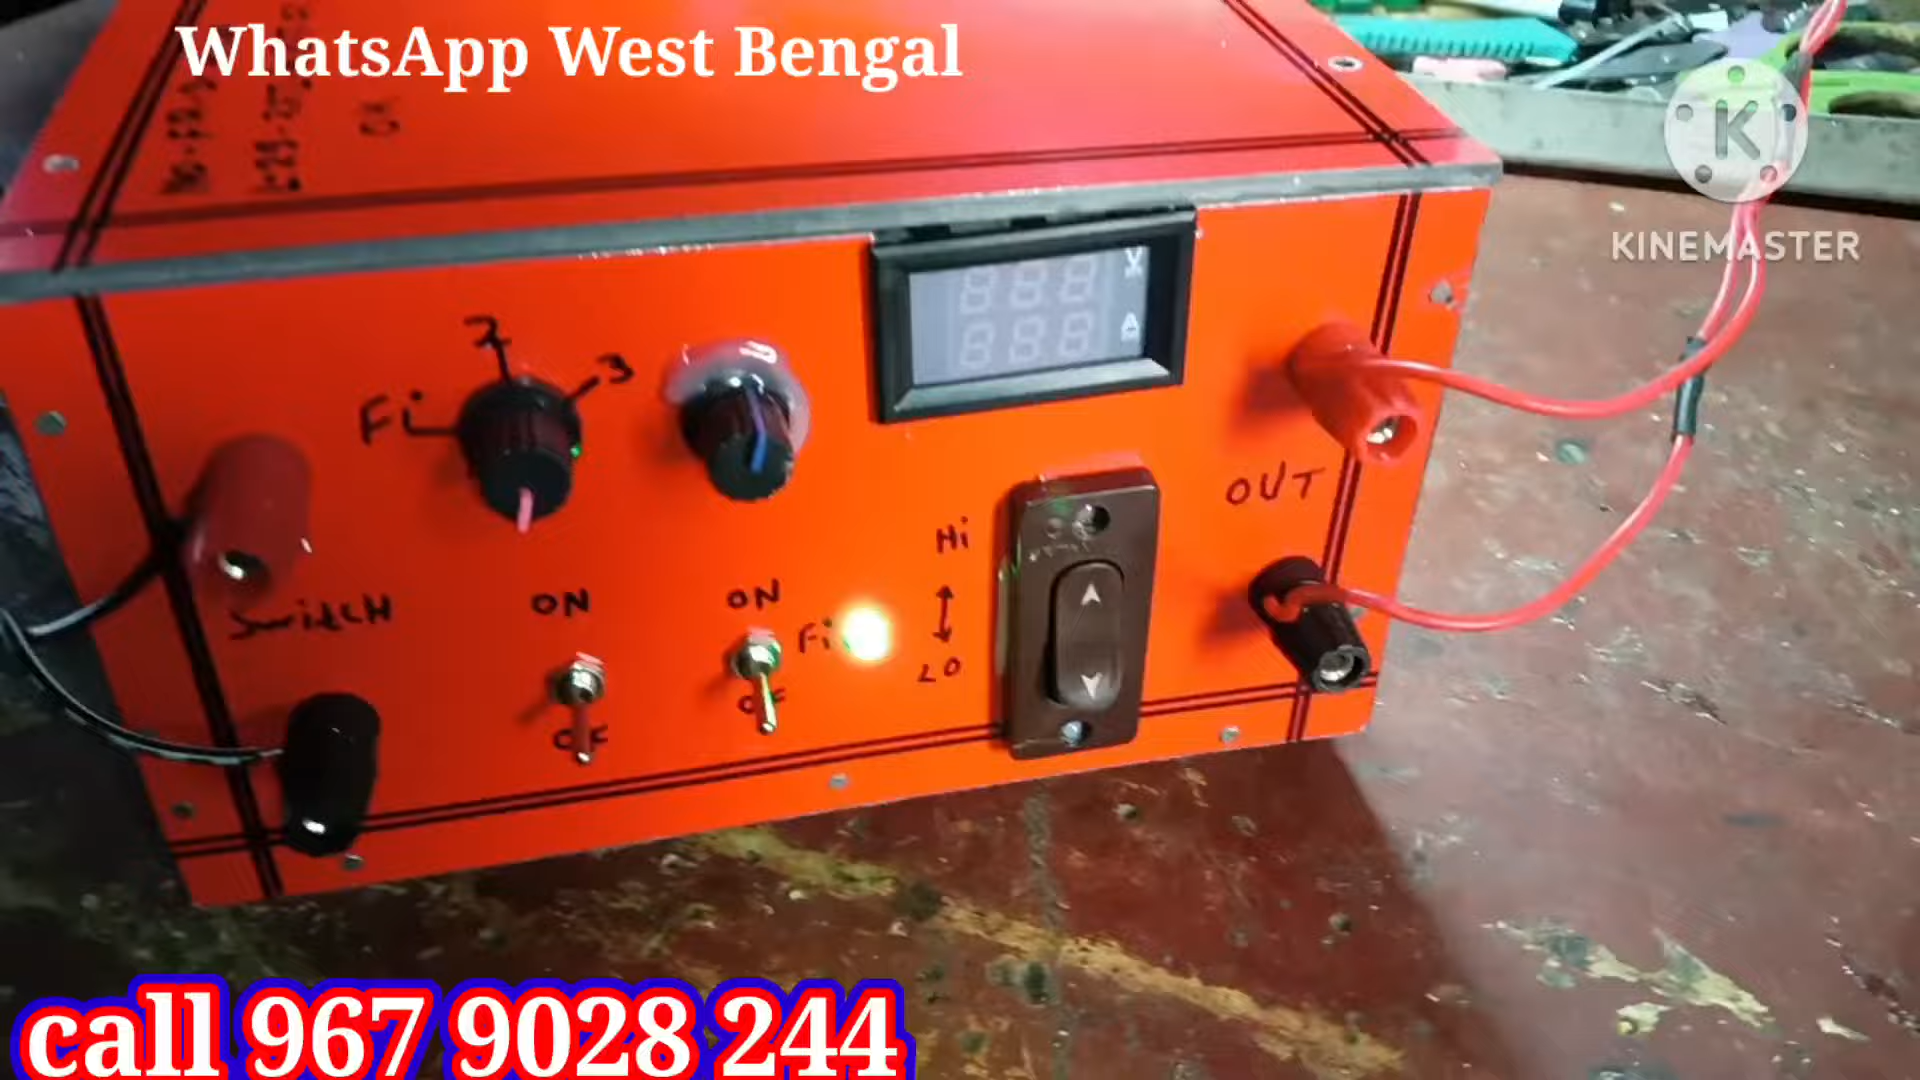 WhatsApp West Bengal
K
KINEMASTER
V
A
2
3
Fi
OUT
Hi
SwitcH
ON
ON
Fi
LO
OF
OF
call 967 9028 244